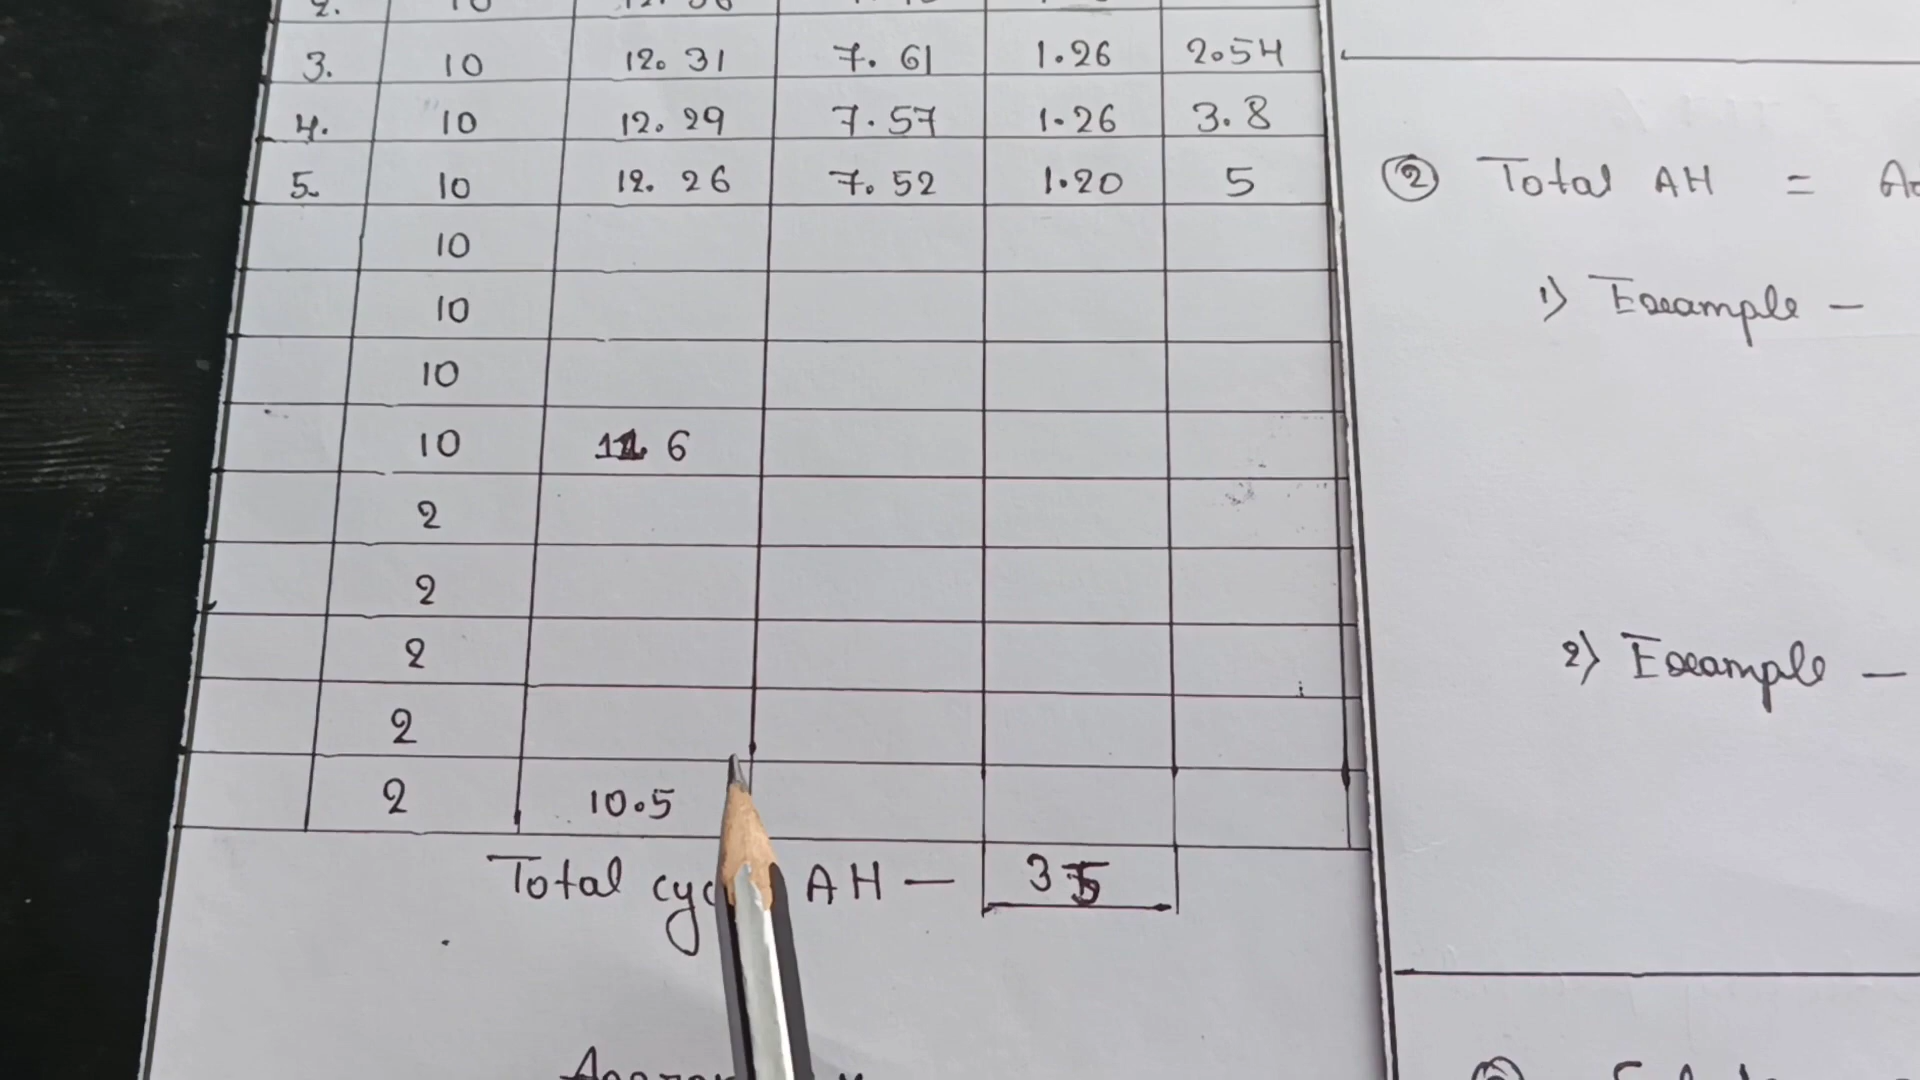 3. 10 12.31 7.61 1.26 2.54
4. 10 12.29 7.57 1.26 3.8
5. 10 12.26 7.52 1.20 5
10
10
10
10 6
2
2
2
2
2 10.5
Total AH — 35
② Total AH =
1) Example –
2) Example –